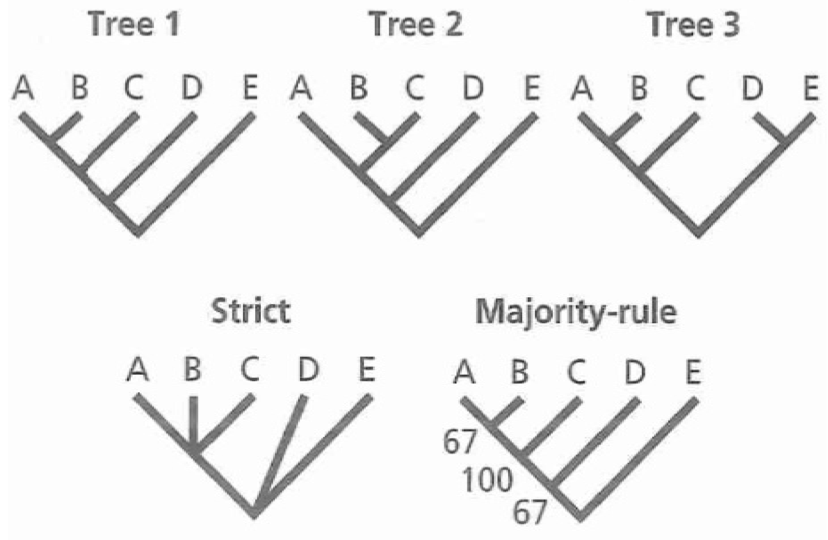 Tree 1 Tree 2 Tree 3
A B C D E A B C D E A B C D E
Strict Majority-rule
A B C D E A B C D E
67
100
67